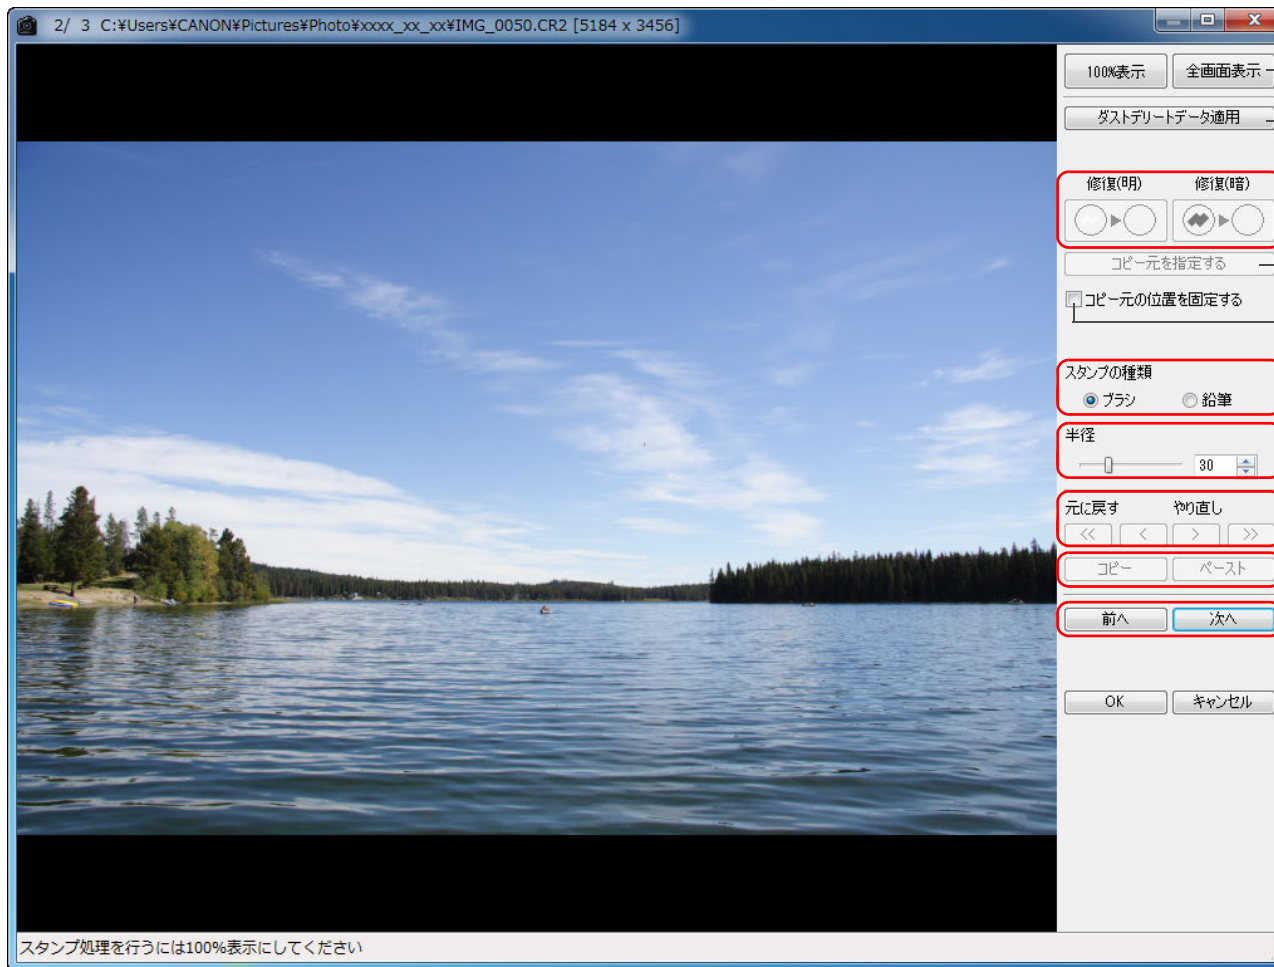 2/ 3 C:¥Users¥CANON¥Pictures¥Photo¥xxxx_xx_xx¥IMG_0050.CR2 [5184 x 3456]
100%表示 全画面表示
ダストデリートデータ適用
修復(明) 修復(暗)
コピー元を指定する
コピー元の位置を固定する
スタンプの種類
ブラシ 鉛筆
半径
30
元に戻す やり直し
<< < > >>
コピー ペースト
前へ 次へ
OK キャンセル
スタンプ処理を行うには100%表示にしてください